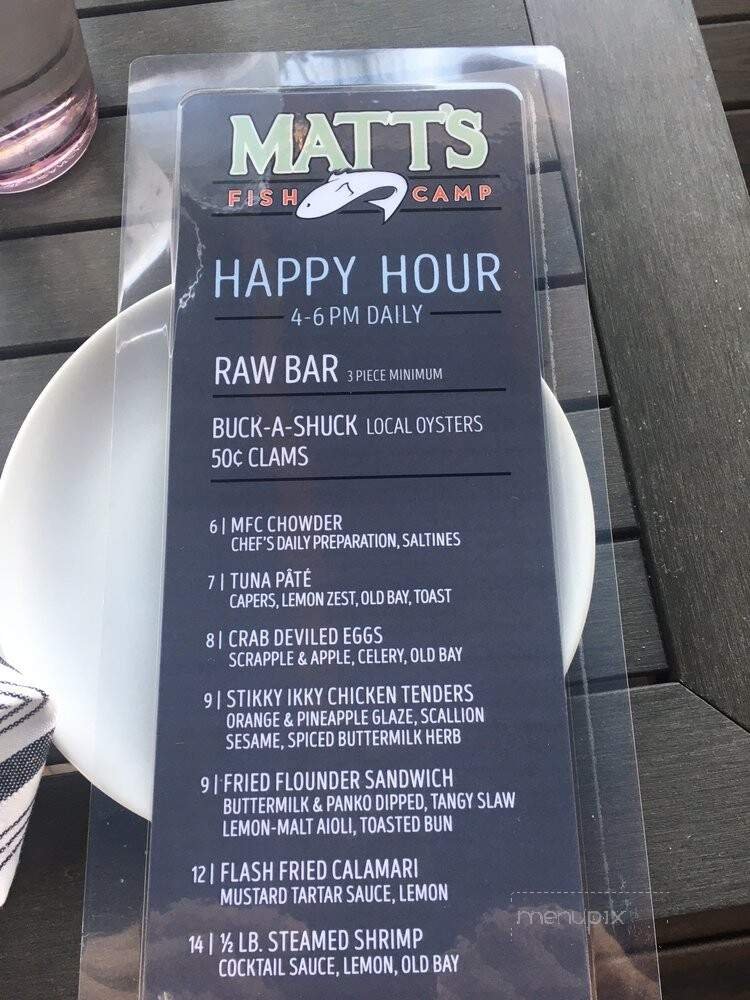 MATT'S
FISH CAMP
HAPPY HOUR
4-6 PM DAILY
RAW BAR 3 PIECE MINIMUM
BUCK-A-SHUCK LOCAL OYSTERS
50¢ CLAMS
6 | MFC CHOWDER
CHEF'S DAILY PREPARATION, SALTINES
7 | TUNA PÂTÉ
CAPERS, LEMON ZEST, OLD BAY, TOAST
8 | CRAB DEVILED EGGS
SCRAPPLE & APPLE, CELERY, OLD BAY
9 | STIKKY IKKY CHICKEN TENDERS
ORANGE & PINEAPPLE GLAZE, SCALLION
SESAME, SPICED BUTTERMILK HERB
9 | FRIED FLOUNDER SANDWICH
BUTTERMILK & PANKO DIPPED, TANGY SLAW
LEMON-MALT AIOLI, TOASTED BUN
12 | FLASH FRIED CALAMARI
MUSTARD TARTAR SAUCE, LEMON
14 | ½ LB. STEAMED SHRIMP
COCKTAIL SAUCE, LEMON, OLD BAY
menupix